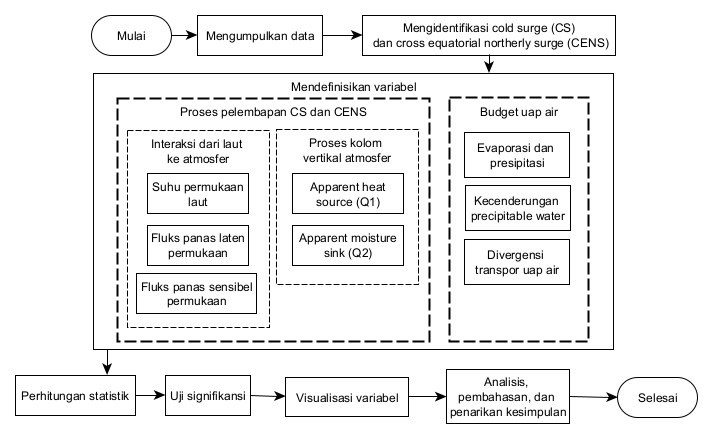 Mulai
Mengumpulkan data
Mengidentifikasi cold surge (CS)
dan cross equatorial northerly surge (CENS)
Mendefinisikan variabel
Proses pelembapan CS dan CENS
Interaksi dari laut
ke atmosfer
Suhu permukaan
laut
Fluks panas laten
permukaan
Fluks panas sensibel
permukaan
Proses kolom
vertikal atmosfer
Apparent heat
source (Q1)
Apparent moisture
sink (Q2)
Budget uap air
Evaporasi dan
presipitasi
Kecenderungan
precipitable water
Divergensi
transpor uap air
Perhitungan statistik
Uji signifikansi
Visualisasi variabel
Analisis,
pembahasan, dan
penarikan kesimpulan
Selesai